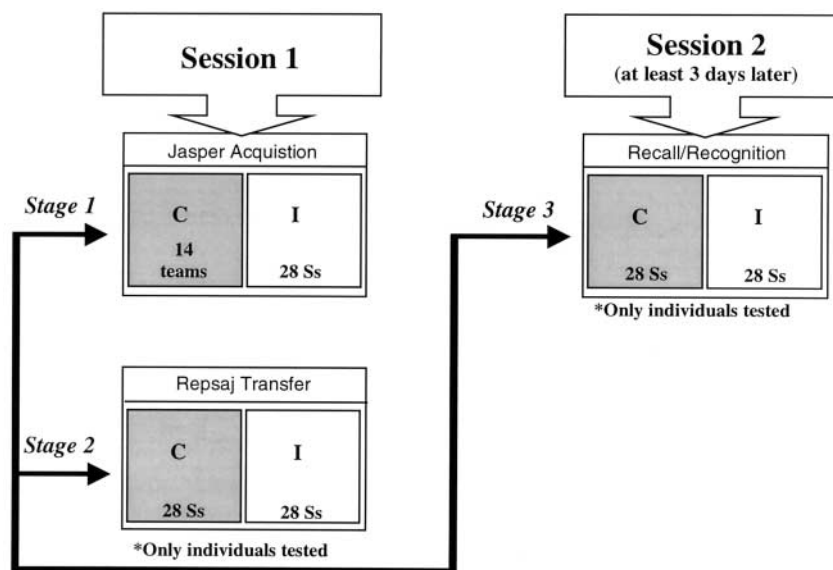 Session 1
Jasper Acquistion
Stage 1
C
14
teams
I
28 Ss
Repsaj Transfer
Stage 2
C
28 Ss
I
28 Ss
*Only individuals tested
Session 2
(at least 3 days later)
Recall/Recognition
Stage 3
C
28 Ss
I
28 Ss
*Only individuals tested